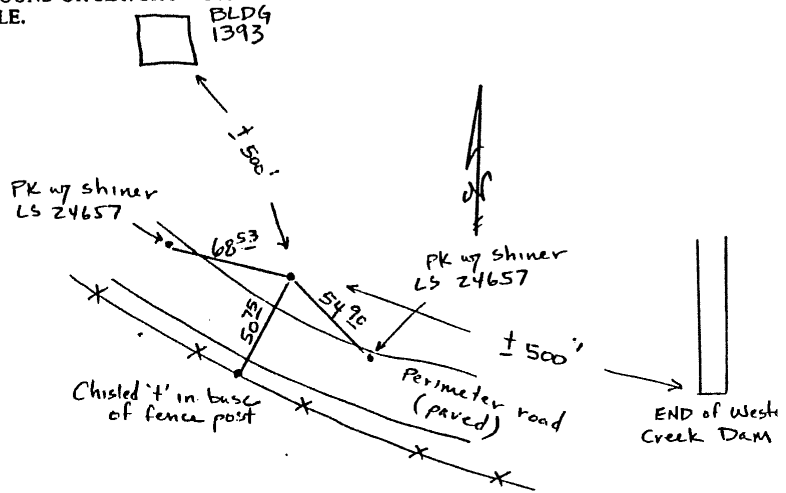 LE.
BLDG
1393
± 500'
N
PK w/ shiner
LS 24657
68 53
PK w/ shiner
LS 24657
54 90
50 75
± 500'
Perimeter road
(paved)
Chisled 't' in base
of fence post
END of West
Creek Dam